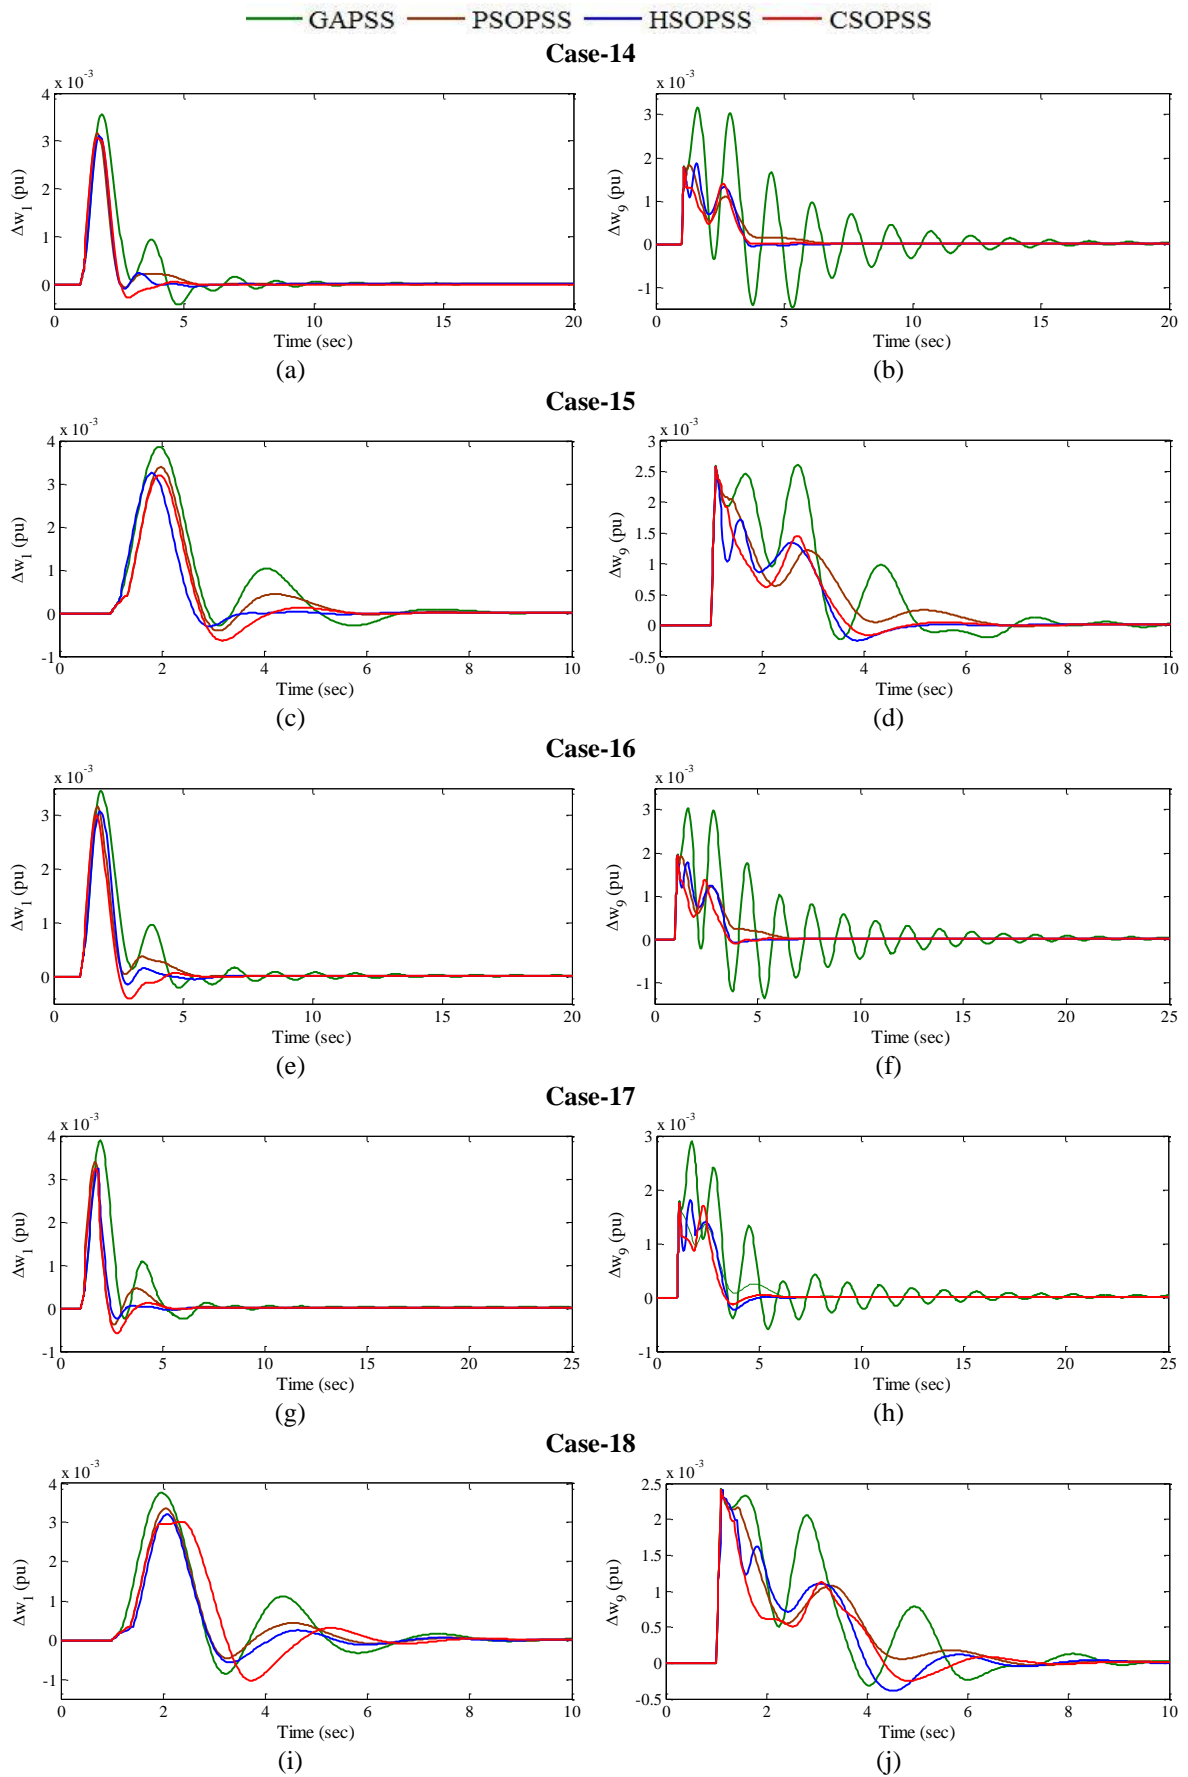 GAPSS PSOPSS HSOPSS CSOPSS
Case-14
x 10^-3 x 10^-3
4 3 2 1 0
Δw1 (pu)
0 5 10 15 20
Time (sec)
(a)
3 2 1 0 -1
Δw9 (pu)
0 5 10 15 20
Time (sec)
(b)
Case-15
x 10^-3 x 10^-3
4 3 2 1 0 -1
Δw1 (pu)
0 2 4 6 8 10
Time (sec)
(c)
3 2.5 2 1.5 1 0.5 0 -0.5
Δw9 (pu)
0 2 4 6 8 10
Time (sec)
(d)
Case-16
x 10^-3 x 10^-3
3 2 1 0
Δw1 (pu)
0 5 10 15 20
Time (sec)
(e)
3 2 1 0 -1
Δw9 (pu)
0 5 10 15 20 25
Time (sec)
(f)
Case-17
x 10^-3 x 10^-3
4 3 2 1 0 -1
Δw1 (pu)
0 5 10 15 20 25
Time (sec)
(g)
3 2 1 0 -1
Δw9 (pu)
0 5 10 15 20 25
Time (sec)
(h)
Case-18
x 10^-3 x 10^-3
4 3 2 1 0 -1
Δw1 (pu)
0 2 4 6 8 10
Time (sec)
(i)
2.5 2 1.5 1 0.5 0 -0.5
Δw9 (pu)
0 2 4 6 8 10
Time (sec)
(j)